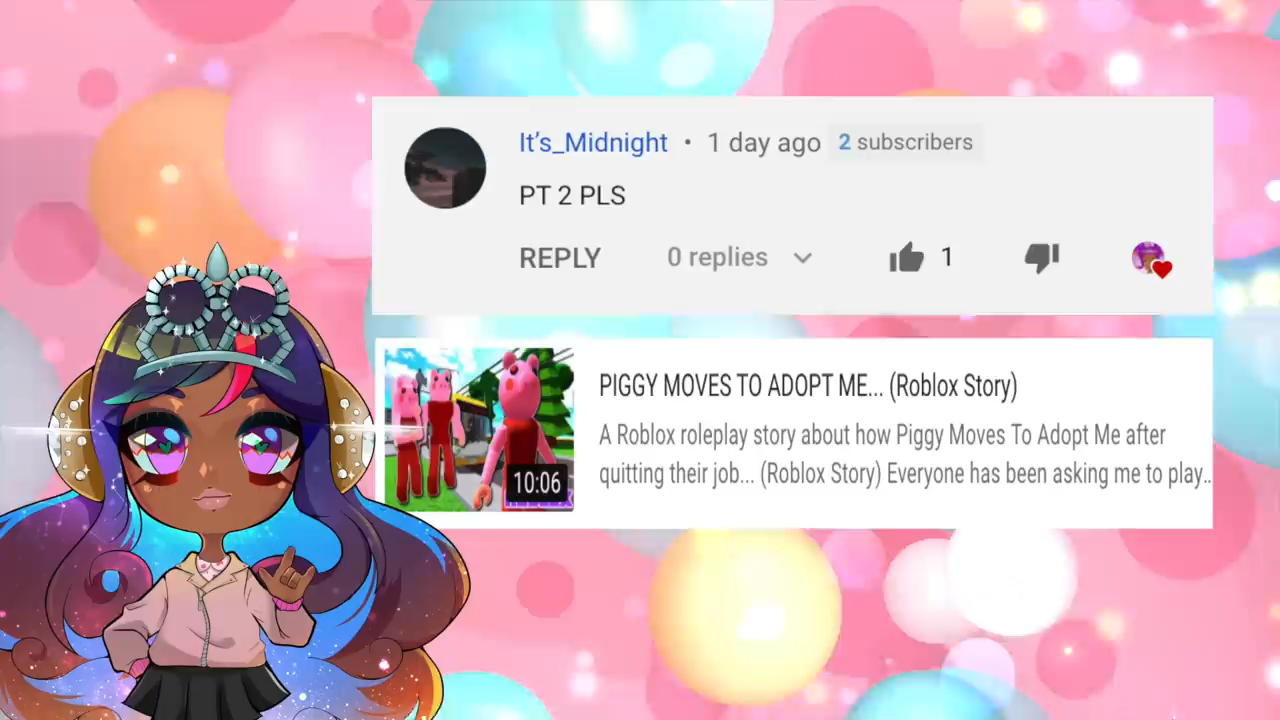 It's_Midnight • 1 day ago 2 subscribers
PT 2 PLS
REPLY 0 replies 1
PIGGY MOVES TO ADOPT ME... (Roblox Story)
A Roblox roleplay story about how Piggy Moves To Adopt Me after
quitting their job... (Roblox Story) Everyone has been asking me to play..
10:06